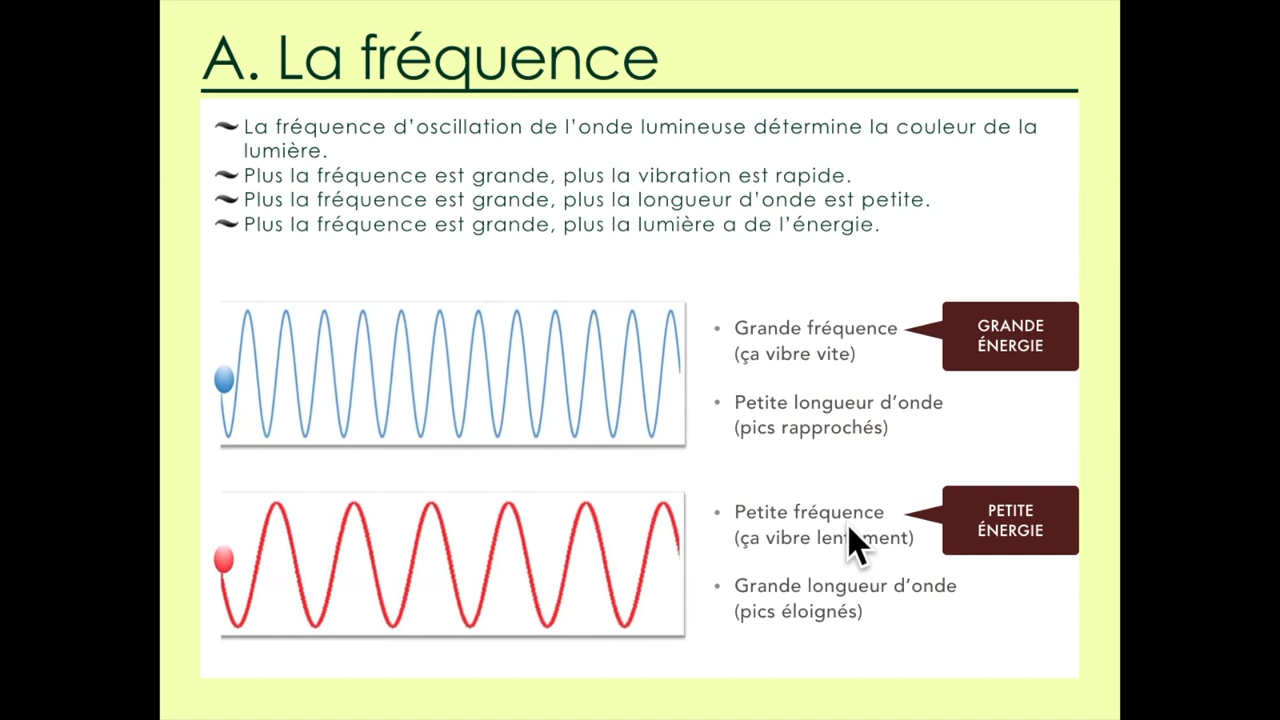 A. La fréquence
La fréquence d'oscillation de l'onde lumineuse détermine la couleur de la
lumière.
Plus la fréquence est grande, plus la vibration est rapide.
Plus la fréquence est grande, plus la longueur d'onde est petite.
Plus la fréquence est grande, plus la lumière a de l'énergie.
• Grande fréquence
(ça vibre vite)
GRANDE
ÉNERGIE
• Petite longueur d'onde
(pics rapprochés)
• Petite fréquence
(ça vibre lentement)
PETITE
ÉNERGIE
• Grande longueur d'onde
(pics éloignés)